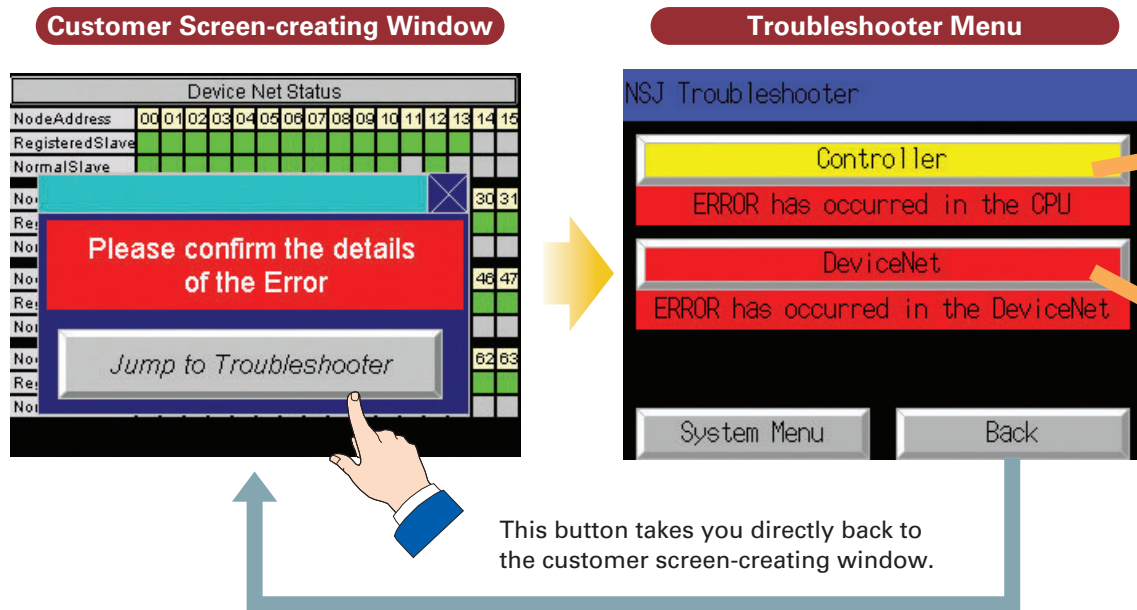 Customer Screen-creating Window
Device Net Status
NodeAddress 00 01 02 03 04 05 06 07 08 09 10 11 12 13 14 15
RegisteredSlave
NormalSlave
30 31
Please confirm the details
of the Error
46 47
Jump to Troubleshooter
62 63
Troubleshooter Menu
NSJ Troubleshooter
Controller
ERROR has occurred in the CPU
DeviceNet
ERROR has occurred in the DeviceNet
System Menu Back
This button takes you directly back to
the customer screen-creating window.